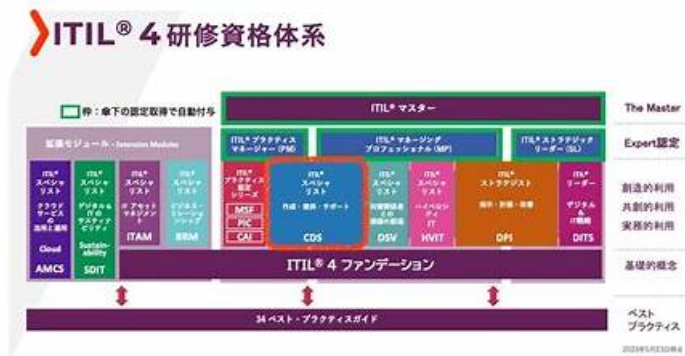 ITIL® 4 研修資格体系
枠：傘下の認定取得で自動付与
ITIL® マスター
The Master
拡張モジュール - Extension Modules
ITIL® プラクティス
マネージャー (PM)
ITIL® マネージング
プロフェッショナル (MP)
ITIL® ストラテジック
リーダー (SL)
Expert認定
ITIL®
スペシャ
リスト
クラウド
サービス
の
活用と運用
Cloud
AMCS
ITIL®
スペシャ
リスト
デジタル&
ITの
サステナ
ビリティ
Sustain-
ability
SDIT
ITIL®
スペシャ
リスト
IT アセット
マネジメン
ト
ITAM
ITIL®
スペシャ
リスト
ビジネス・
リレーショ
ンシップ
BRM
ITIL®
プラクティス
認定
シリーズ
MSF
PIC
CAI
ITIL®
スペシャ
リスト
作成・提供・サポート
CDS
ITIL®
スペシャ
リスト
DSV
ITIL®
スペシャ
リスト
ハイベロシ
ティ
IT
HVIT
ITIL®
ストラテジスト
指示・計画・改善
DPI
ITIL®
リーダー
デジタル
&
IT戦略
DITS
創造的利用
共創的利用
実務的利用
ITIL® 4 ファンデーション
基礎的概念
34 ベスト・プラクティスガイド
ベスト
プラクティス